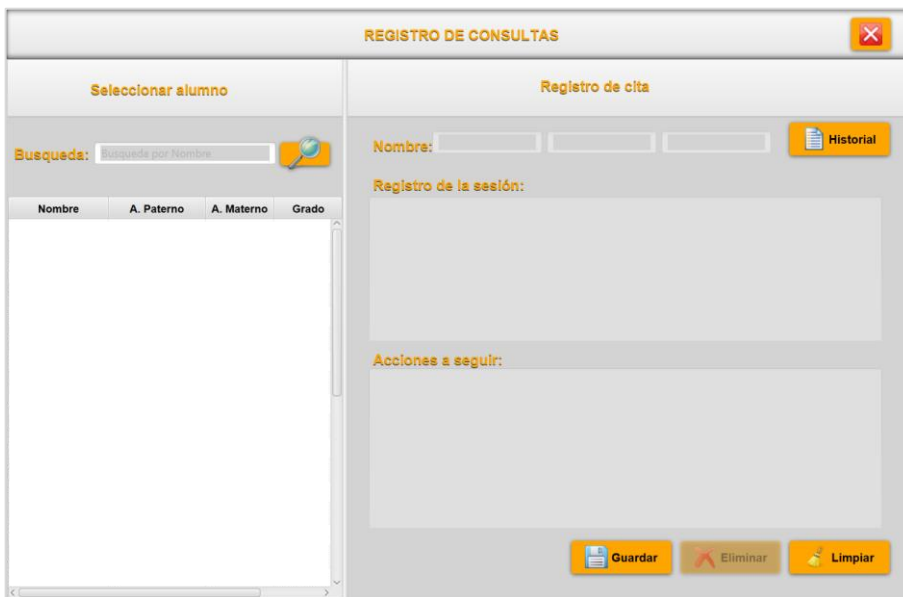 REGISTRO DE CONSULTAS
Seleccionar alumno
Busqueda: Busqueda por Nombre
Nombre A. Paterno A. Materno Grado
Registro de cita
Nombre: Historial
Registro de la sesión:
Acciones a seguir:
Guardar Eliminar Limpiar